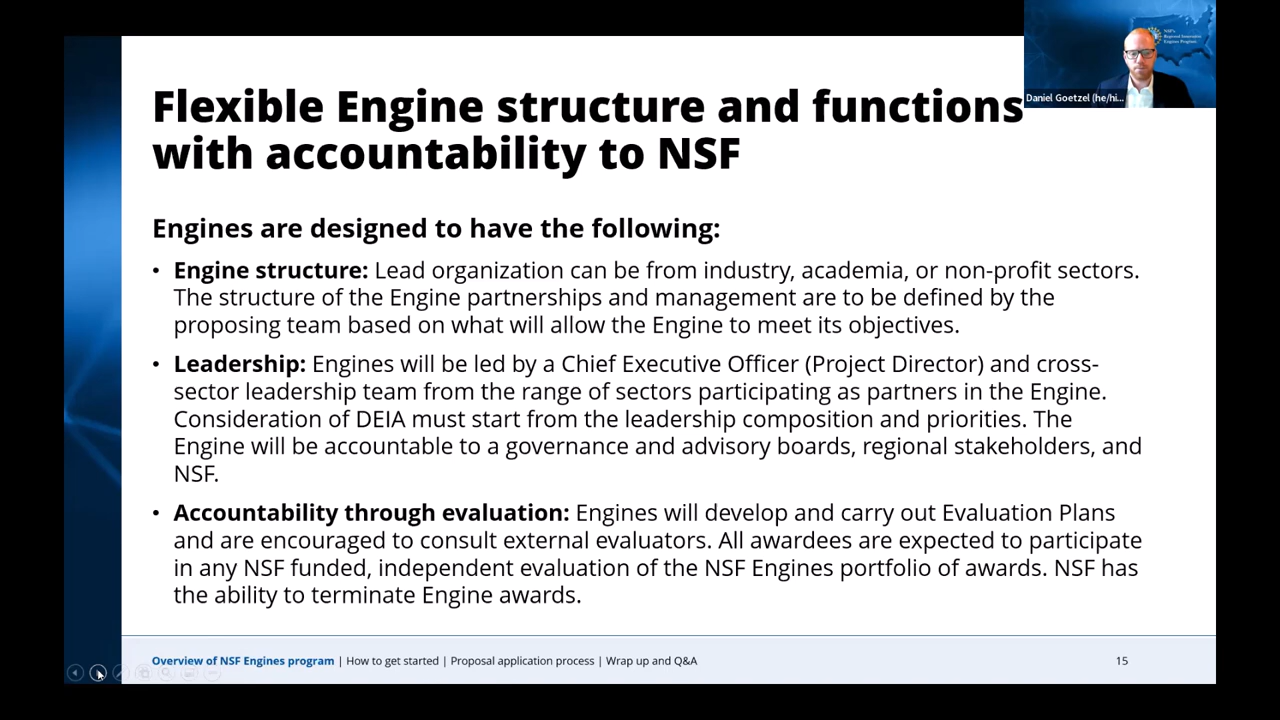 NSF's
Regional Innovation
Engines Program
Daniel Goetzel (he/hi...
Flexible Engine structure and functions
with accountability to NSF
Engines are designed to have the following:
• Engine structure: Lead organization can be from industry, academia, or non-profit sectors.
The structure of the Engine partnerships and management are to be defined by the
proposing team based on what will allow the Engine to meet its objectives.
• Leadership: Engines will be led by a Chief Executive Officer (Project Director) and cross-
sector leadership team from the range of sectors participating as partners in the Engine.
Consideration of DEIA must start from the leadership composition and priorities. The
Engine will be accountable to a governance and advisory boards, regional stakeholders, and
NSF.
• Accountability through evaluation: Engines will develop and carry out Evaluation Plans
and are encouraged to consult external evaluators. All awardees are expected to participate
in any NSF funded, independent evaluation of the NSF Engines portfolio of awards. NSF has
the ability to terminate Engine awards.
Overview of NSF Engines program | How to get started | Proposal application process | Wrap up and Q&A
15